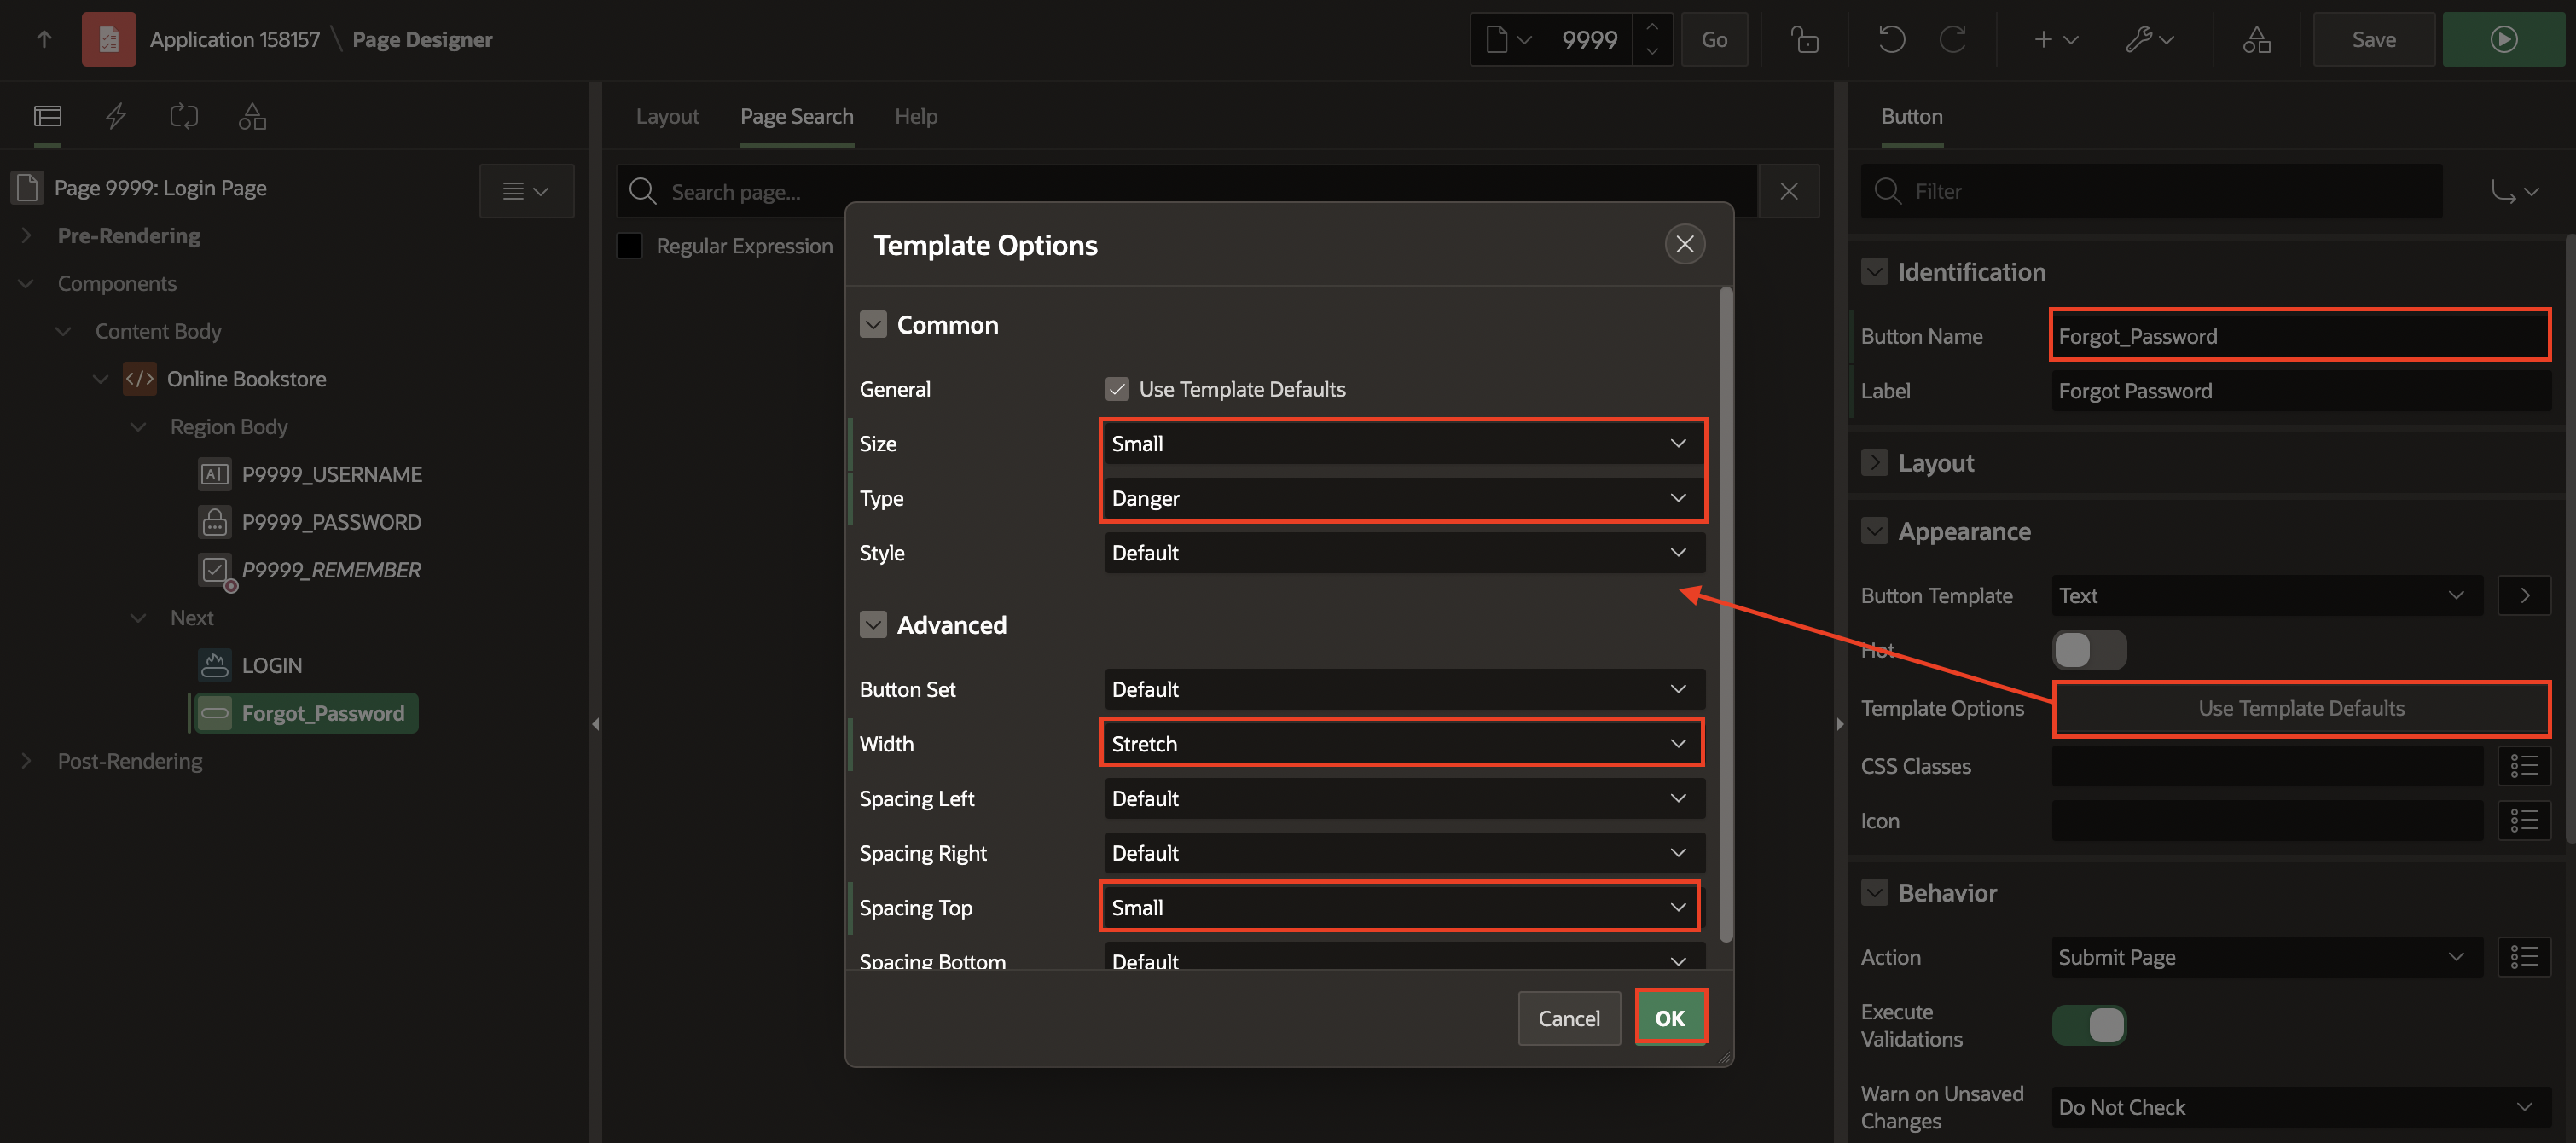 Application 158157 \ Page Designer
9999
Go
Save
Layout
Page Search
Help
Button
Page 9999: Login Page
Search page...
Filter
Pre-Rendering
Regular Expression
Template Options
Identification
Components
Common
Button Name
Forgot_Password
Content Body
Online Bookstore
General
Use Template Defaults
Label
Forgot Password
Region Body
Size
Small
Layout
P9999_USERNAME
Type
Danger
P9999_PASSWORD
Style
Default
Appearance
P9999_REMEMBER
Button Template
Text
Next
Advanced
Hot
LOGIN
Button Set
Default
Forgot_Password
Template Options
Use Template Defaults
Width
Stretch
Post-Rendering
CSS Classes
Spacing Left
Default
Icon
Spacing Right
Default
Behavior
Spacing Top
Small
Spacing Bottom
Default
Action
Submit Page
Cancel
OK
Execute
Validations
Warn on Unsaved
Changes
Do Not Check